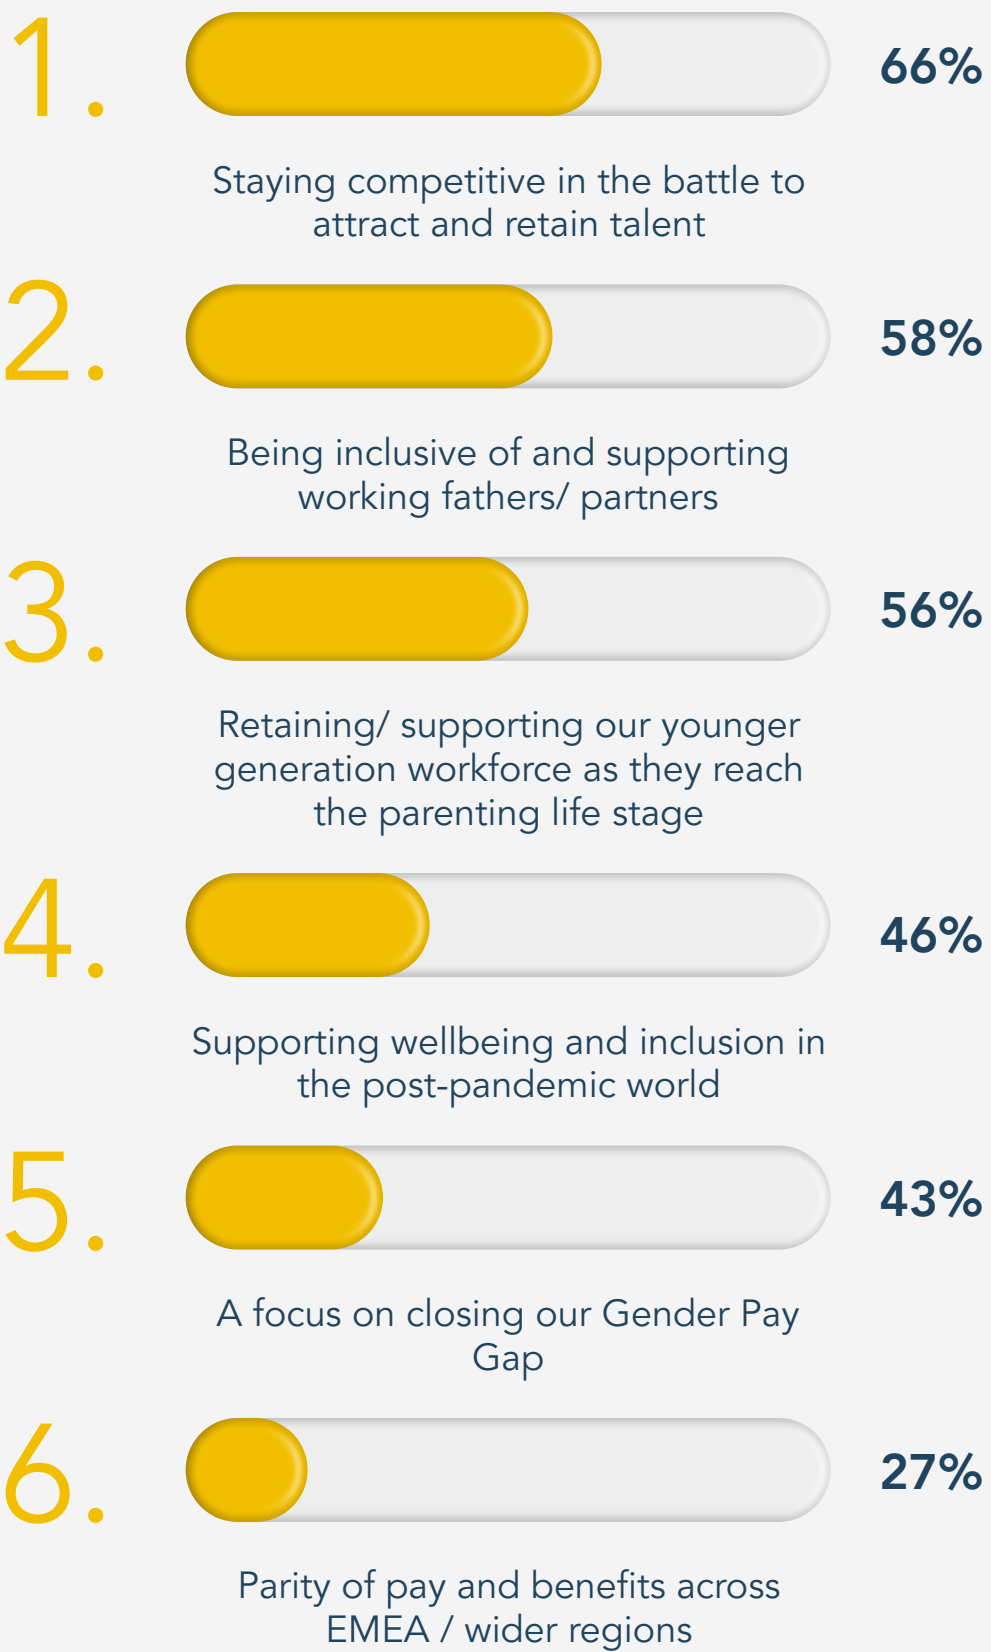 1.
66%
Staying competitive in the battle to
attract and retain talent
2.
58%
Being inclusive of and supporting
working fathers/ partners
3.
56%
Retaining/ supporting our younger
generation workforce as they reach
the parenting life stage
4.
46%
Supporting wellbeing and inclusion in
the post-pandemic world
5.
43%
A focus on closing our Gender Pay
Gap
6.
27%
Parity of pay and benefits across
EMEA / wider regions